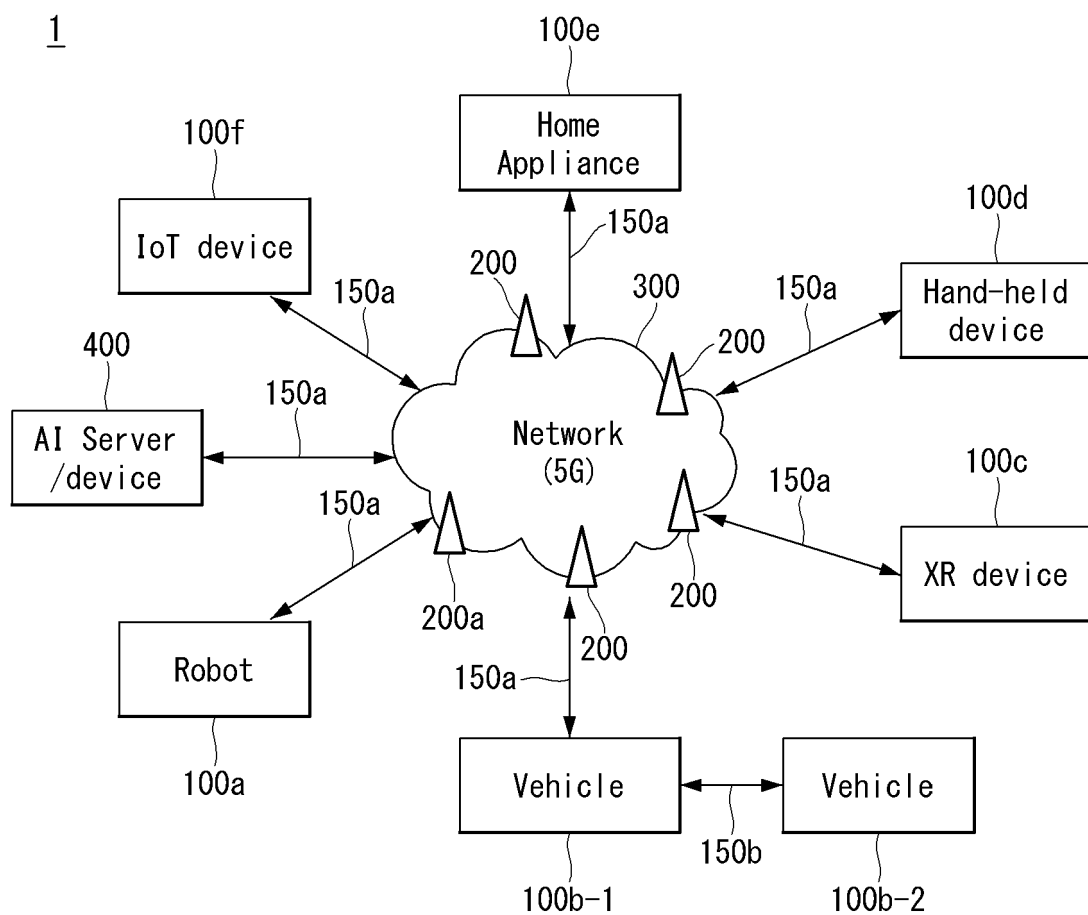 1
100e
Home
Appliance
100f
IoT device
150a
100d
Hand-held
device
200
300
150a
150a
200
400
AI Server
/device
150a
Network
(5G)
100c
XR device
150a
150a
200a
200
200
Robot
100a
150a
Vehicle
Vehicle
150b
100b-1
100b-2